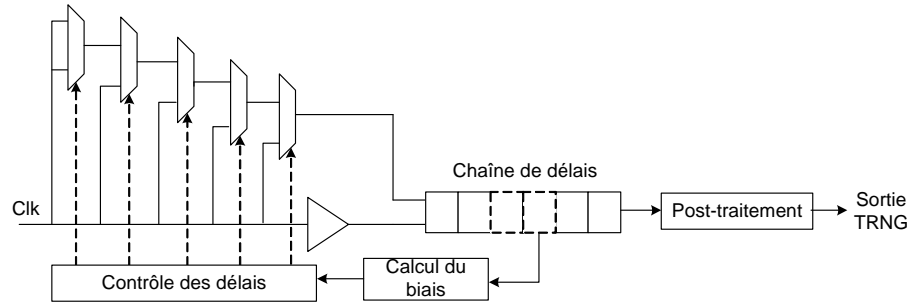 Chaîne de délais
Clk
Post-traitement
Sortie
TRNG
Contrôle des délais
Calcul du
biais